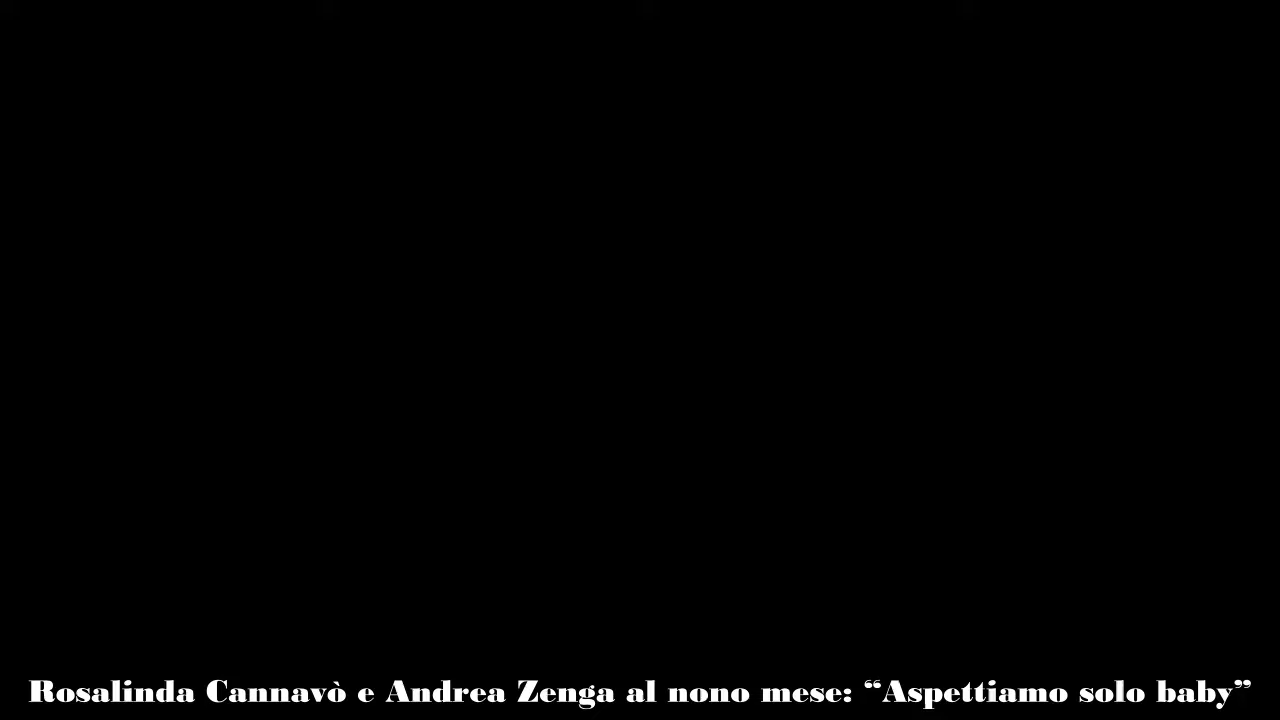 Rosalinda Cannavò e Andrea Zenga al nono mese: “Aspettiamo solo baby”